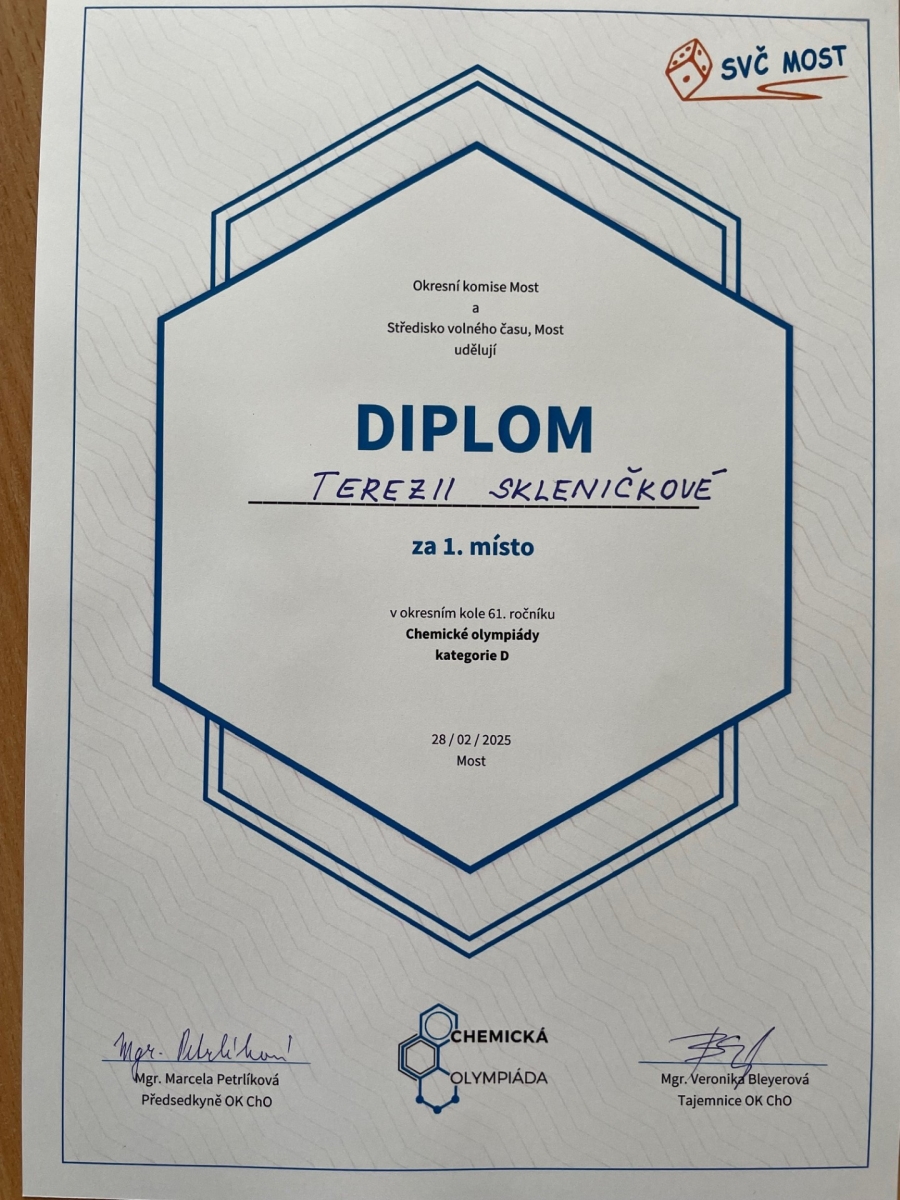 SVČ MOST
Okresní komise Most
a
Středisko volného času, Most
udělují
DIPLOM
TEREZII SKLENIČKOVÉ
za 1. místo
v okresním kole 61. ročníku
Chemické olympiády
kategorie D
28 / 02 / 2025
Most
Mgr. Petrlíková
Mgr. Marcela Petrlíková
Předsedkyně OK ChO
CHEMICKÁ
OLYMPIÁDA
Mgr. Veronika Bleyerová
Tajemnice OK ChO